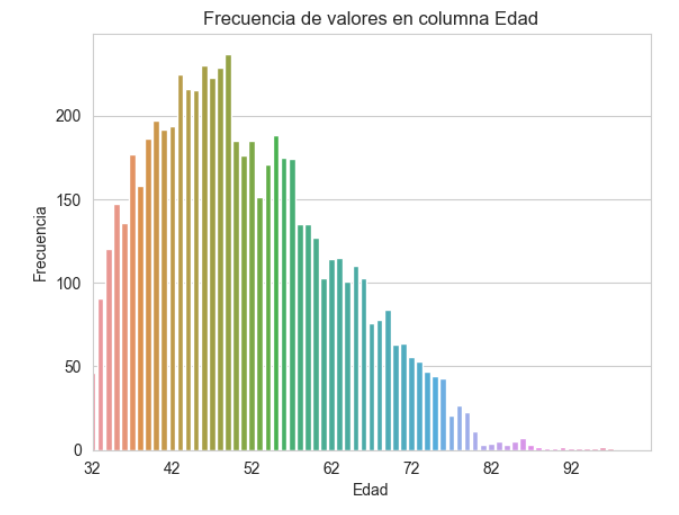 Frecuencia de valores en columna Edad
Frecuencia
200
150
100
50
0
32 42 52 62 72 82 92
Edad